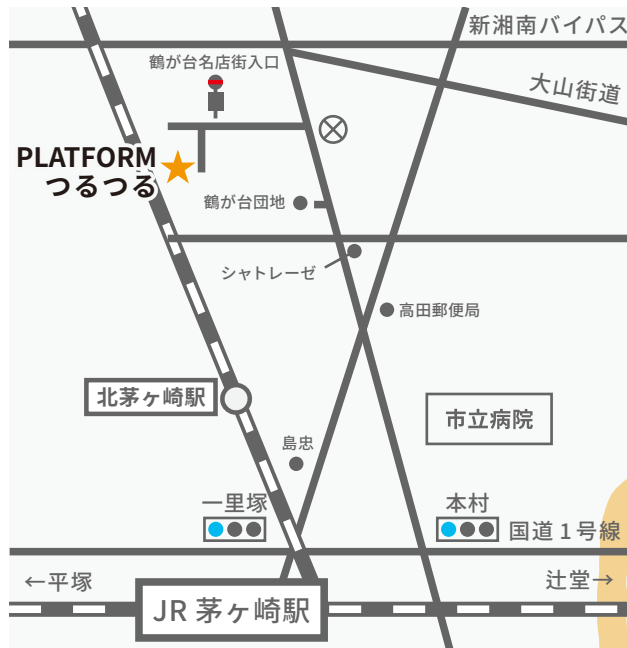 新湘南バイパス
鶴が台名店街入口
大山街道
PLATFORM
つるつる
鶴が台団地
シャトレーゼ
高田郵便局
北茅ヶ崎駅
市立病院
島忠
一里塚
本村
国道1号線
←平塚
辻堂→
JR 茅ヶ崎駅